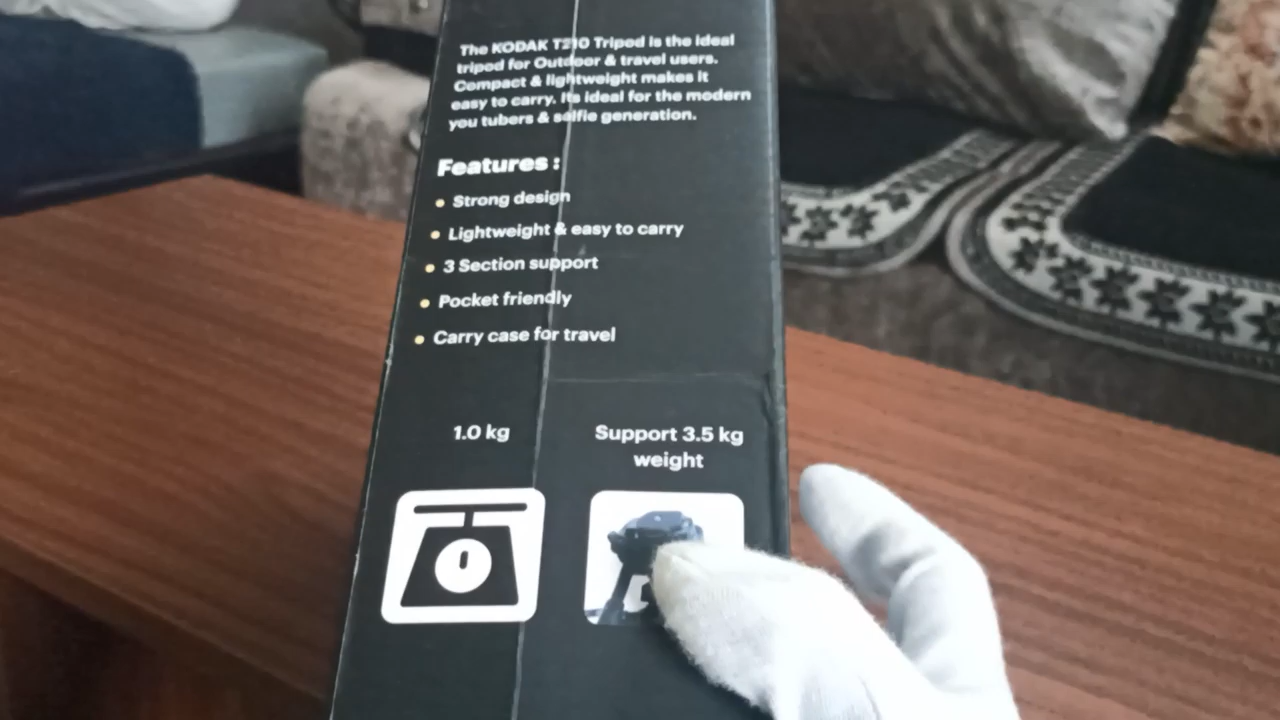 The KODAK T210 Tripod is the ideal
tripod for Outdoor & travel users.
Compact & lightweight makes it
easy to carry. Its ideal for the modern
you tubers & selfie generation.
Features :
• Strong design
• Lightweight & easy to carry
• 3 Section support
• Pocket friendly
• Carry case for travel
1.0 kg
Support 3.5 kg
weight